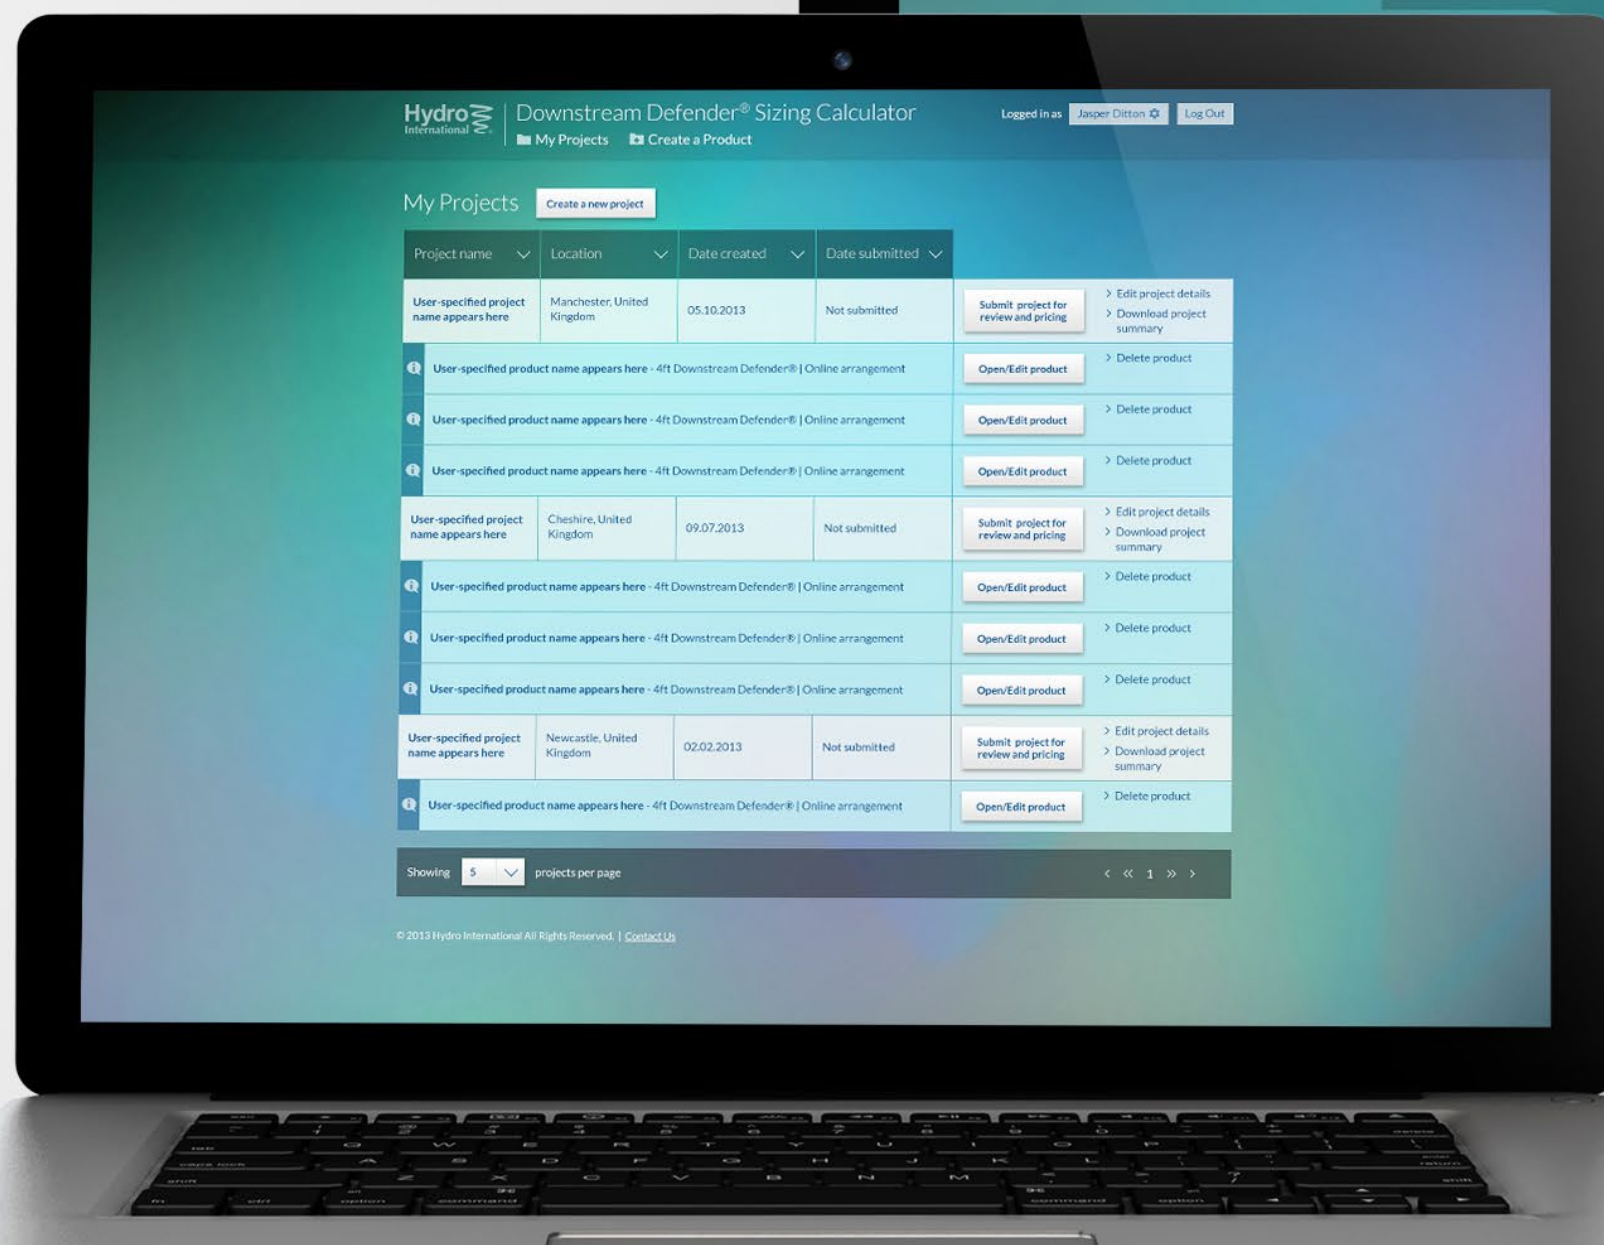 Hydro
International
Downstream Defender® Sizing Calculator
My Projects Create a Product
Logged in as Jasper Ditton Log Out
My Projects Create a new project
Project name Location Date created Date submitted
User-specified project
name appears here
Manchester, United
Kingdom
05.10.2013
Not submitted
Submit project for
review and pricing
> Edit project details
> Download project
summary
User-specified product name appears here - 4ft Downstream Defender® | Online arrangement
Open/Edit product
> Delete product
User-specified product name appears here - 4ft Downstream Defender® | Online arrangement
Open/Edit product
> Delete product
User-specified product name appears here - 4ft Downstream Defender® | Online arrangement
Open/Edit product
> Delete product
User-specified project
name appears here
Cheshire, United
Kingdom
09.07.2013
Not submitted
Submit project for
review and pricing
> Edit project details
> Download project
summary
User-specified product name appears here - 4ft Downstream Defender® | Online arrangement
Open/Edit product
> Delete product
User-specified product name appears here - 4ft Downstream Defender® | Online arrangement
Open/Edit product
> Delete product
User-specified product name appears here - 4ft Downstream Defender® | Online arrangement
Open/Edit product
> Delete product
User-specified project
name appears here
Newcastle, United
Kingdom
02.02.2013
Not submitted
Submit project for
review and pricing
> Edit project details
> Download project
summary
User-specified product name appears here - 4ft Downstream Defender® | Online arrangement
Open/Edit product
> Delete product
Showing 5 projects per page
< « 1 » >
© 2013 Hydro International All Rights Reserved. | Contact Us
tab Q W E R T Y U I O P
caps lock A S D F G H J K L
shift Z X C V B N M ? shift
fn ctrl option command command option
return